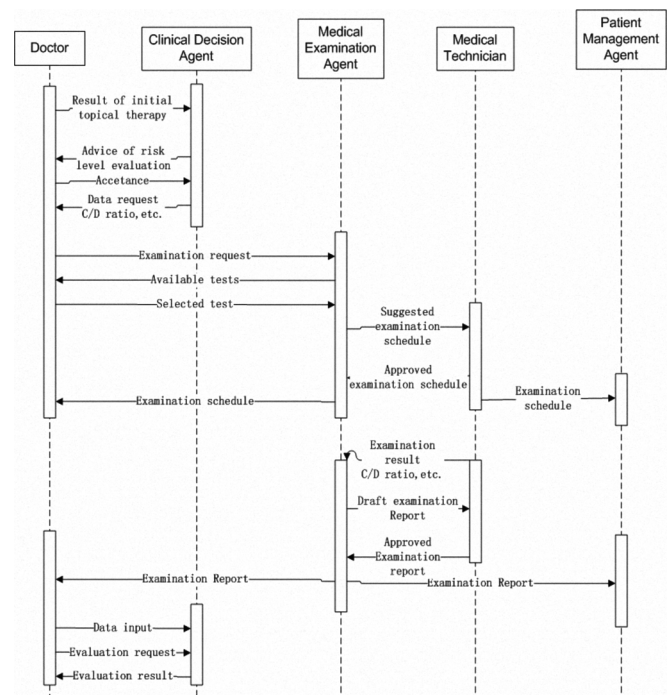 Doctor
Clinical Decision
Agent
Medical
Examination
Agent
Medical
Technician
Patient
Management
Agent
Result of initial
topical therapy
Advice of risk
level evaluation
Accetance
Data request
C/D ratio,etc.
Examination request
Available tests
Selected test
Suggested
examination
schedule
Approved
examination schedule
Examination
schedule
Examination schedule
Examination
result
C/D ratio,etc.
Draft examination
Report
Approved
Examination
report
Examination Report
Examination Report
Data input
Evaluation request
Evaluation result